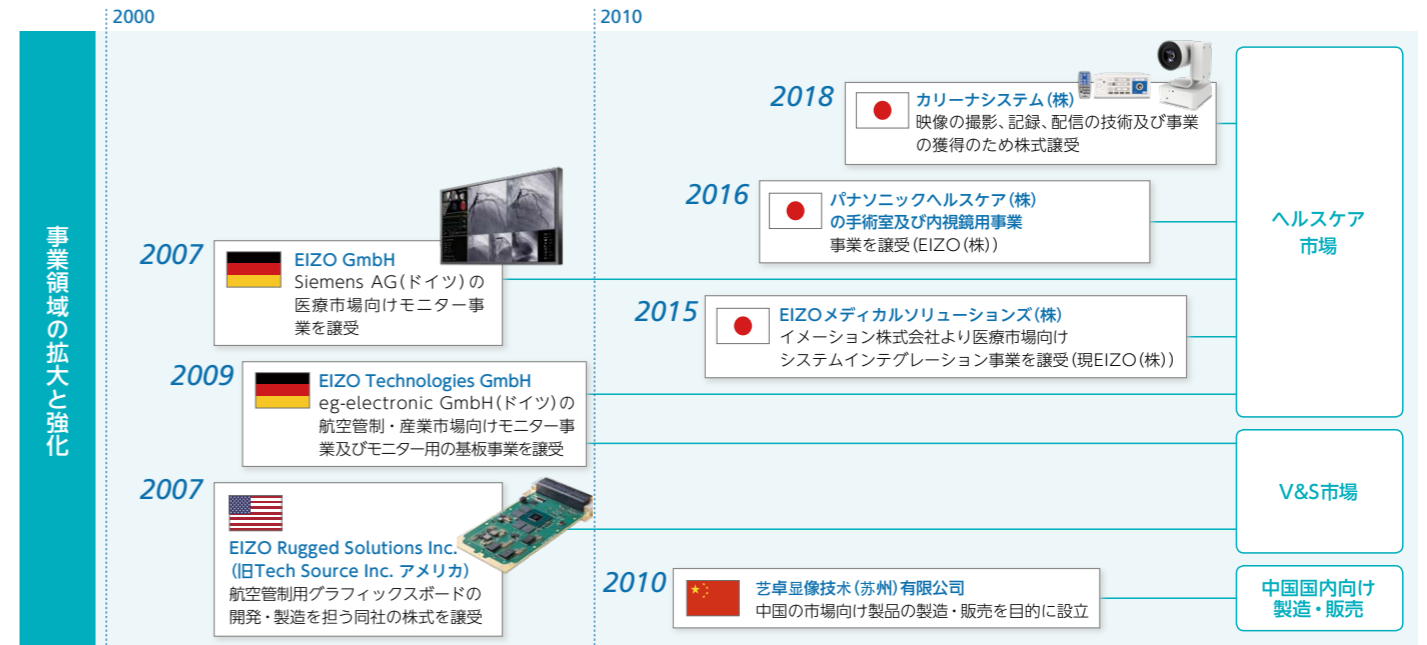 2000
2010
事業領域の拡大と強化
2018
カリーナシステム(株)
映像の撮影、記録、配信の技術及び事業
の獲得のため株式譲受
2016
パナソニックヘルスケア(株)
の手術室及び内視鏡用事業
事業を譲受(EIZO(株))
2007
EIZO GmbH
Siemens AG(ドイツ)の
医療市場向けモニター事
業を譲受
2015
EIZOメディカルソリューションズ(株)
イメーション株式会社より医療市場向け
システムインテグレーション事業を譲受(現EIZO(株))
2009
EIZO Technologies GmbH
eg-electronic GmbH(ドイツ)の
航空管制・産業市場向けモニター事
業及びモニター用の基板事業を譲受
2007
EIZO Rugged Solutions Inc.
(旧Tech Source Inc. アメリカ)
航空管制用グラフィックスボードの
開発・製造を担う同社の株式を譲受
2010
艺卓显像技术(苏州)有限公司
中国の市場向け製品の製造・販売を目的に設立
ヘルスケア
市場
V&S市場
中国国内向け
製造・販売